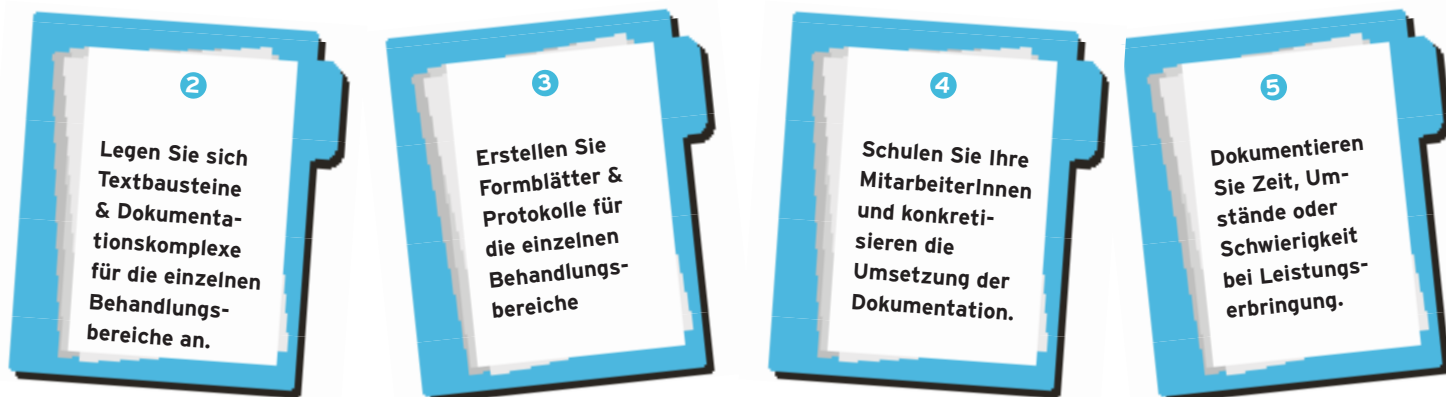 2
Legen Sie sich
Textbausteine
& Dokumenta-
tionskomplexe
für die einzelnen
Behandlungs-
bereiche an.
3
Erstellen Sie
Formblätter &
Protokolle für
die einzelnen
Behandlungs-
bereiche
4
Schulen Sie Ihre
MitarbeiterInnen
und konkreti-
sieren die
Umsetzung der
Dokumentation.
5
Dokumentieren
Sie Zeit, Um-
stände oder
Schwierigkeit
bei Leistungs-
erbringung.